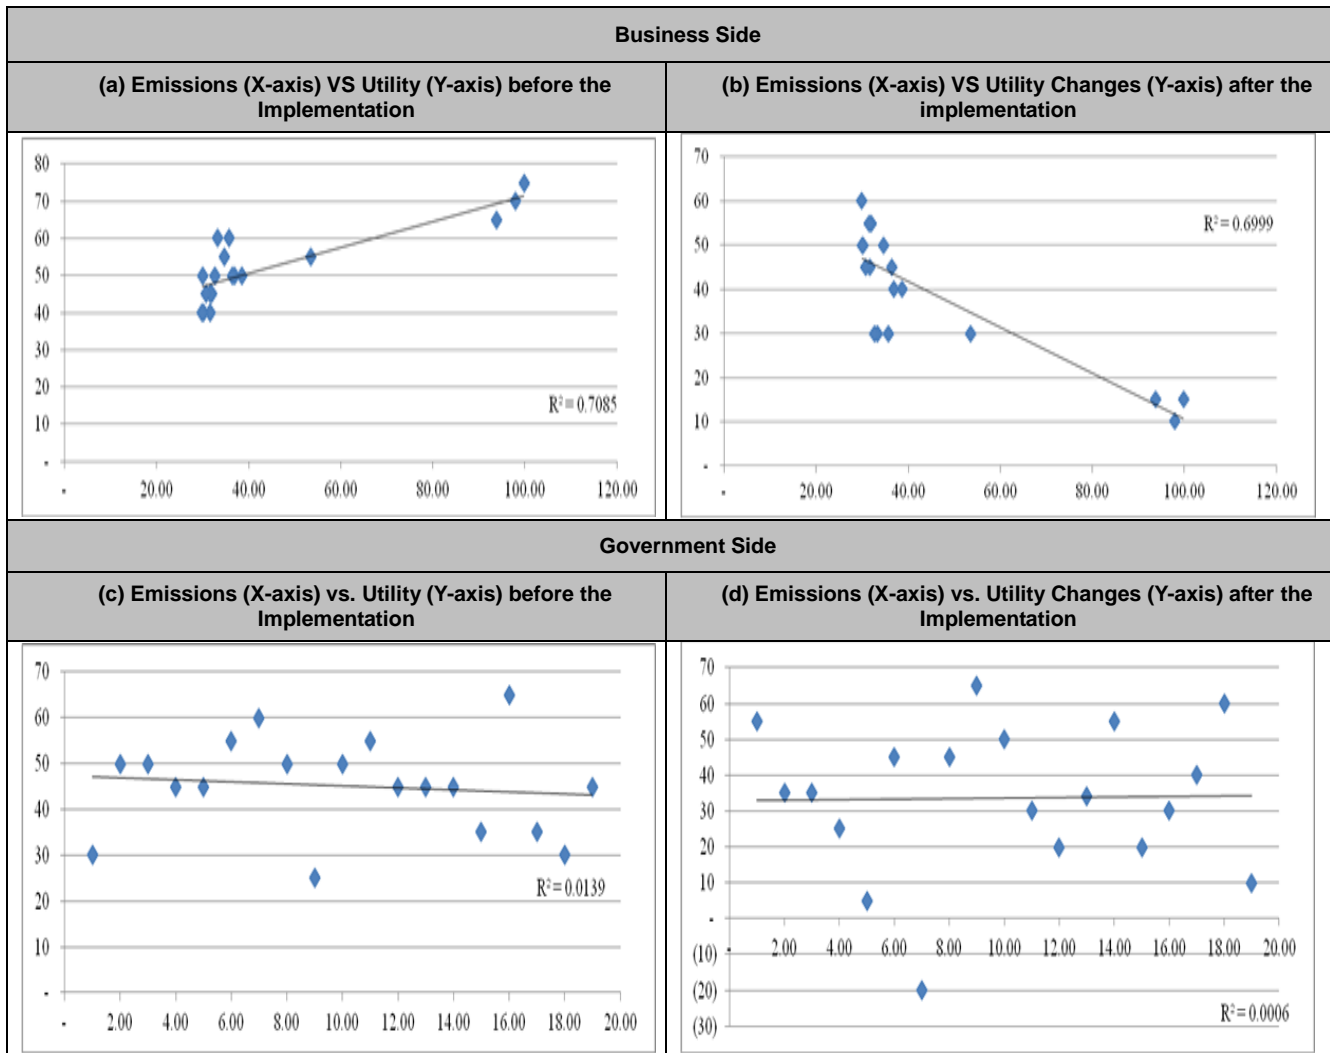 Business Side
(a) Emissions (X-axis) VS Utility (Y-axis) before the
Implementation
(b) Emissions (X-axis) VS Utility Changes (Y-axis) after the
implementation
80
70
60
50
40
30
20
10
-
- 20.00 40.00 60.00 80.00 100.00 120.00
R² = 0.7085
70
60
50
40
30
20
10
-
- 20.00 40.00 60.00 80.00 100.00 120.00
R² = 0.6999
Government Side
(c) Emissions (X-axis) vs. Utility (Y-axis) before the
Implementation
(d) Emissions (X-axis) vs. Utility Changes (Y-axis) after the
Implementation
70
60
50
40
30
20
10
-
- 2.00 4.00 6.00 8.00 10.00 12.00 14.00 16.00 18.00 20.00
R² = 0.0139
70
60
50
40
30
20
10
-
(10)
(20)
(30)
- 2.00 4.00 6.00 8.00 10.00 12.00 14.00 16.00 18.00 20.00
R² = 0.0006